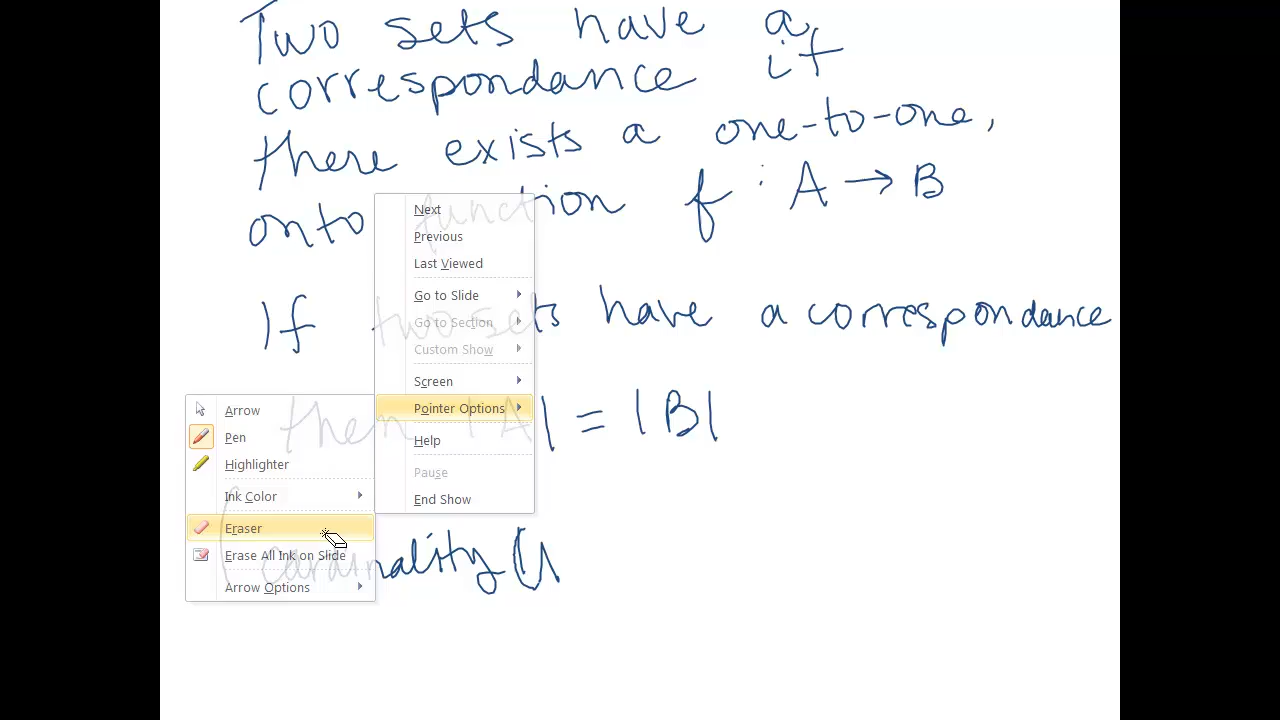 Two sets have a
correspondance if
there exists a one-to-one,
onto function f : A → B
If two sets have a correspondance
then |A| = |B|
(cardinality (
Next
Previous
Last Viewed
Go to Slide
Go to Section
Custom Show
Screen
Pointer Options
Help
Pause
End Show
Arrow
Pen
Highlighter
Ink Color
Eraser
Erase All Ink on Slide
Arrow Options